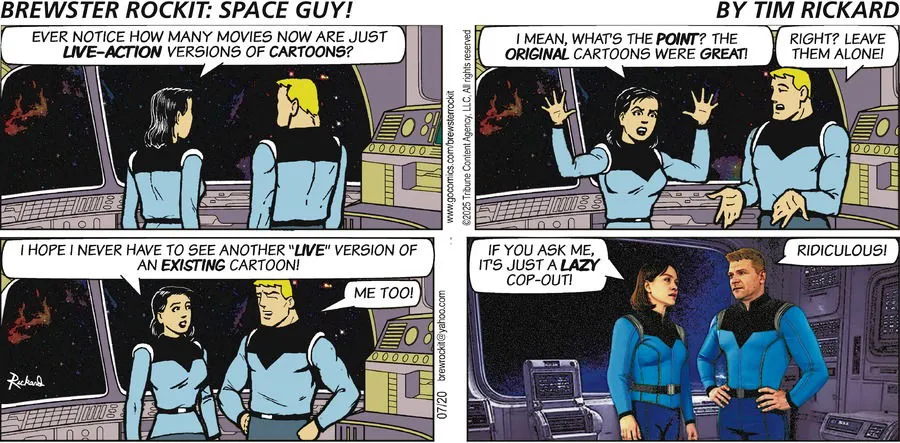 BREWSTER ROCKIT: SPACE GUY!
BY TIM RICKARD
EVER NOTICE HOW MANY MOVIES NOW ARE JUST
LIVE-ACTION VERSIONS OF CARTOONS?
www.gocomics.com/brewsterrockit
©2025 Tribune Content Agency, LLC. All rights reserved
I MEAN, WHAT'S THE POINT? THE
ORIGINAL CARTOONS WERE GREAT!
RIGHT? LEAVE
THEM ALONE!
I HOPE I NEVER HAVE TO SEE ANOTHER "LIVE" VERSION OF
AN EXISTING CARTOON!
ME TOO!
Rickard
07/20 brewrockit@yahoo.com
IF YOU ASK ME,
IT'S JUST A LAZY
COP-OUT!
RIDICULOUS!